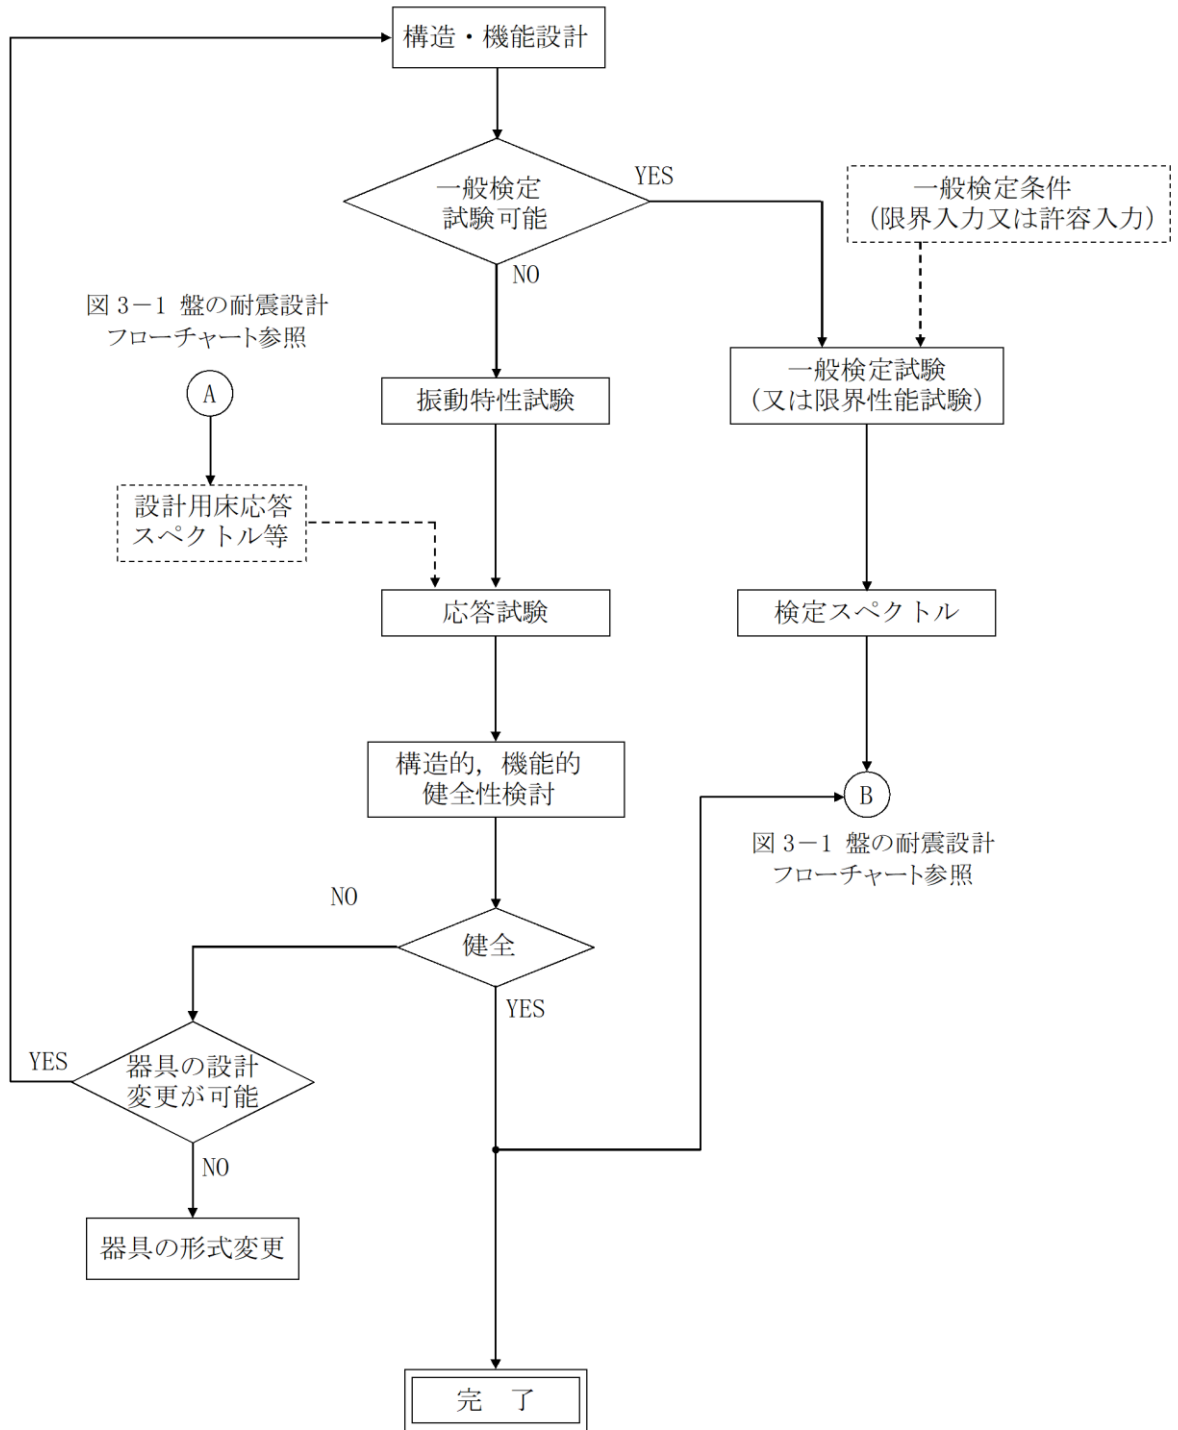 構造・機能設計
一般検定
試験可能
YES
一般検定条件
(限界入力又は許容入力)
NO
図 3－1 盤の耐震設計
フローチャート参照
A
振動特性試験
一般検定試験
(又は限界性能試験)
設計用床応答
スペクトル等
応答試験
検定スペクトル
構造的，機能的
健全性検討
B
図 3－1 盤の耐震設計
フローチャート参照
NO
健全
YES
YES
器具の設計
変更が可能
NO
器具の形式変更
完　了